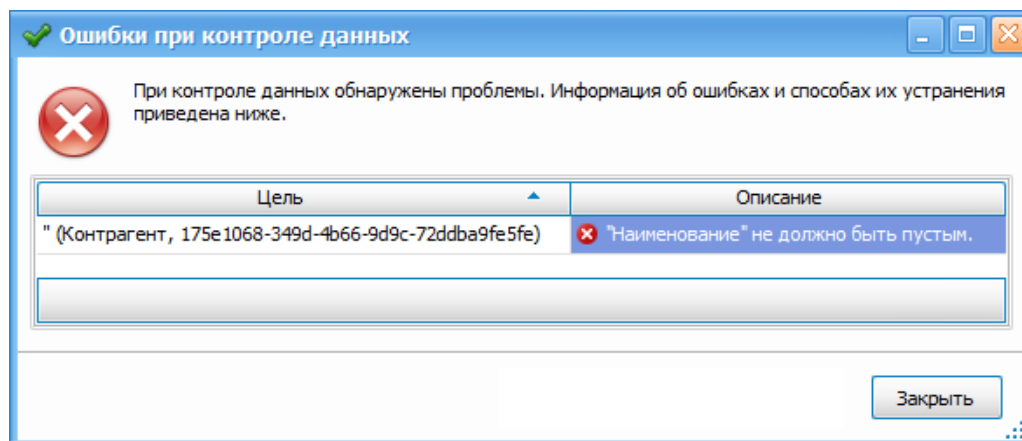 Ошибки при контроле данных
При контроле данных обнаружены проблемы. Информация об ошибках и способах их устранения
приведена ниже.
Цель Описание
" (Контрагент, 175e1068-349d-4b66-9d9c-72ddba9fe5fe) "Наименование" не должно быть пустым.
Закрыть